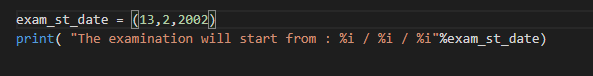 exam_st_date = (13,2,2002)
print( "The examination will start from : %i / %i / %i"%exam_st_date)